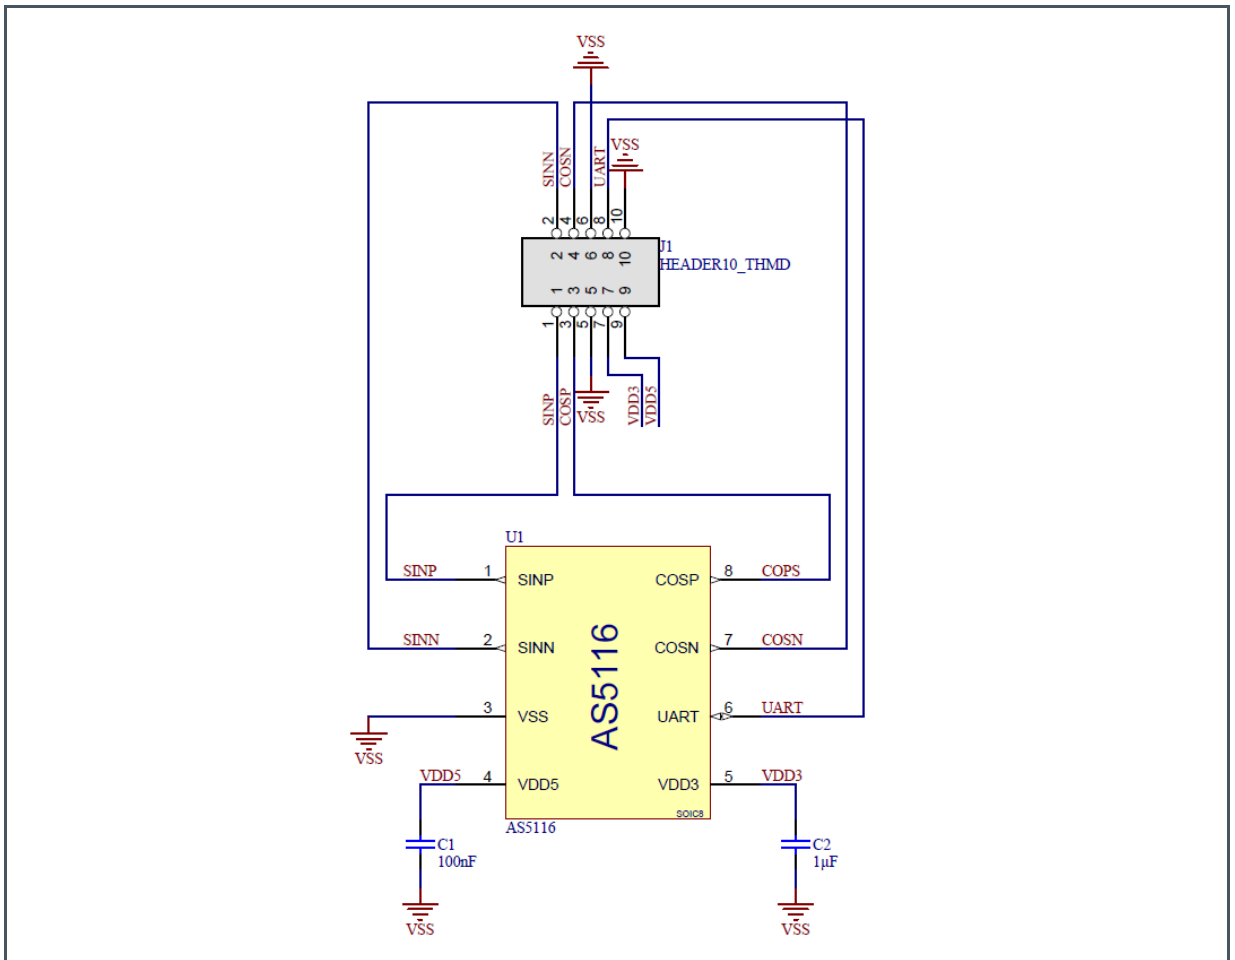 VSS
VSS
SINN
COSN
UART
2
4
6
8
10
2
4
6
8
10
J1
HEADER10_THMD
1
3
5
7
9
1
3
5
7
9
SINP
COSP
VSS
VDD3
VDD5
U1
SINP 1 SINP COSP 8 COPS
SINN 2 SINN COSN 7 COSN
AS5116
3 VSS UART 6 UART
VSS
VDD5 4 VDD5 VDD3 5 VDD3
SOIC8
AS5116
C1
100nF
C2
1µF
VSS
VSS